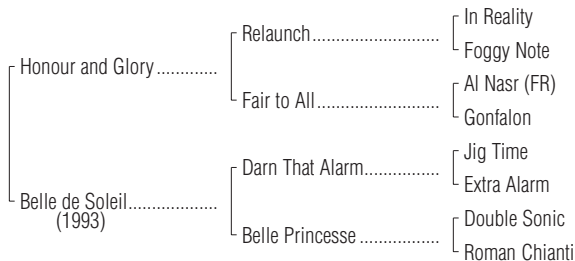 In Reality
Relaunch
Foggy Note
Honour and Glory
Al Nasr (FR)
Fair to All
Gonfalon
Jig Time
Darn That Alarm
Extra Alarm
Belle de Soleil
(1993)
Double Sonic
Belle Princesse
Roman Chianti